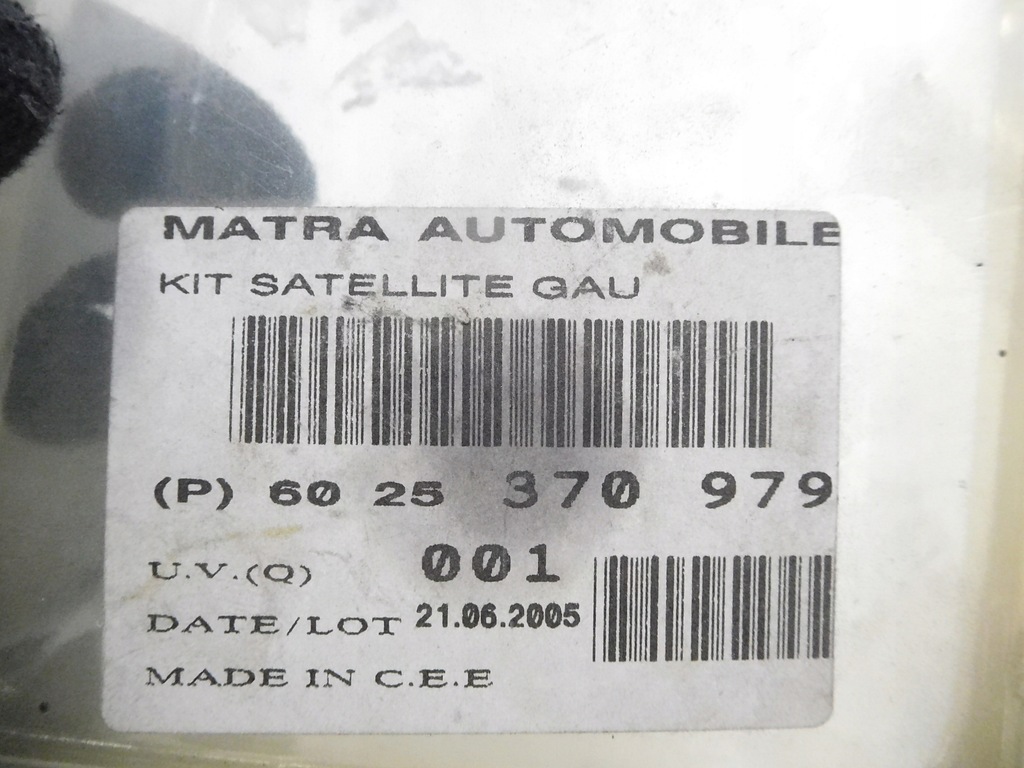 MATRA AUTOMOBILE
KIT SATELLITE GAU
(P) 60 25 370 979
U.V.(Q) 001
DATE/LOT 21.06.2005
MADE IN C.E.E